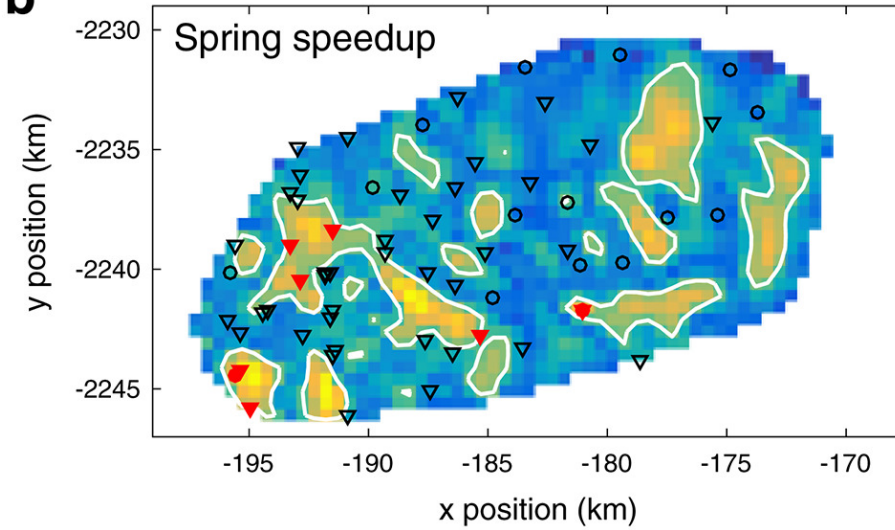 b
Spring speedup
-2230
-2235
-2240
-2245
y position (km)
-195 -190 -185 -180 -175 -170
x position (km)